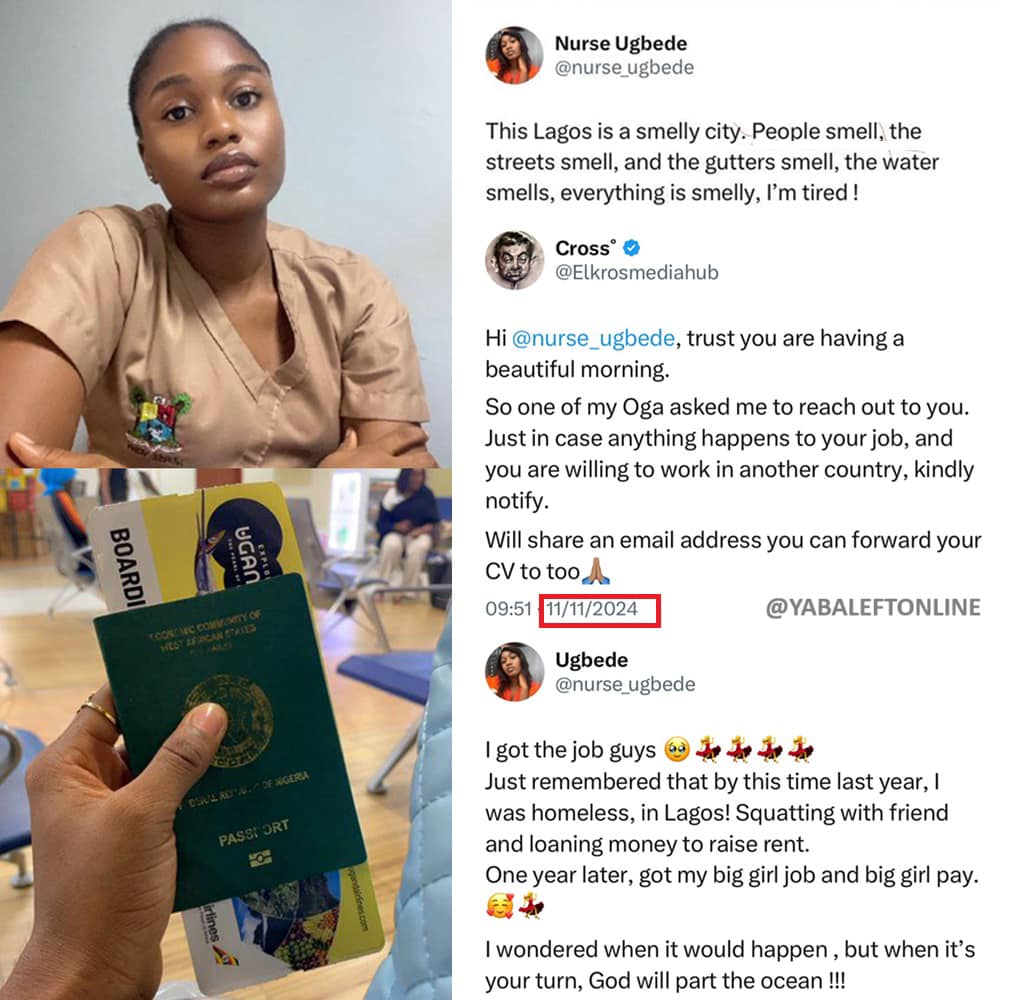 Nurse Ugbede
@nurse_ugbede
This Lagos is a smelly city. People smell, the
streets smell, and the gutters smell, the water
smells, everything is smelly, I'm tired !
Cross°
@Elkrosmediahub
Hi @nurse_ugbede, trust you are having a
beautiful morning.
So one of my Oga asked me to reach out to you.
Just in case anything happens to your job, and
you are willing to work in another country, kindly
notify.
Will share an email address you can forward your
CV to too🙏🏽
09:51 · 11/11/2024
@YABALEFTONLINE
Ugbede
@nurse_ugbede
I got the job guys 🥹💃💃💃💃
Just remembered that by this time last year, I
was homeless, in Lagos! Squatting with friend
and loaning money to raise rent.
One year later, got my big girl job and big girl pay.
🥰💃
I wondered when it would happen , but when it's
your turn, God will part the ocean !!!
BOARDI
EXPLO
UGAN
THE PEARL OF
ECONOMIC COMMUNITY OF
WEST AFRICAN STATES
OF NIGERIA
PASSPORT
irlines
ugandairlines.com